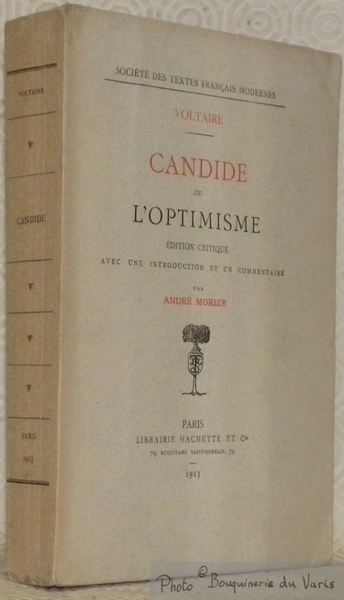 VOLTAIRE
CANDIDE
PARIS
1913
SOCIÉTÉ DES TEXTES FRANÇAIS MODERNES
VOLTAIRE
CANDIDE
OU
L'OPTIMISME
ÉDITION CRITIQUE
AVEC UNE INTRODUCTION ET UN COMMENTAIRE
PAR
ANDRÉ MORIZE
PARIS
LIBRAIRIE HACHETTE ET Cie
79, BOULEVARD SAINT-GERMAIN, 79
1913
Photo © Bouquinerie du Varis